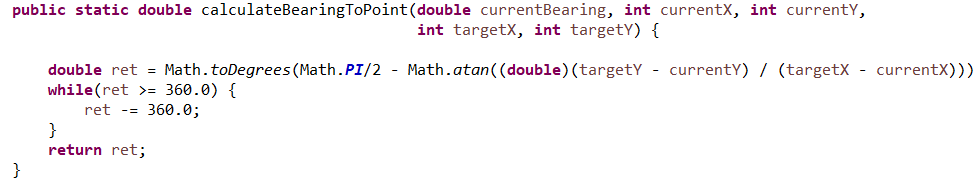 public static double calculateBearingToPoint(double currentBearing, int currentX, int currentY,
int targetX, int targetY) {
double ret = Math.toDegrees(Math.PI/2 - Math.atan((double)(targetY - currentY) / (targetX - currentX)))
while(ret >= 360.0) {
ret -= 360.0;
}
return ret;
}